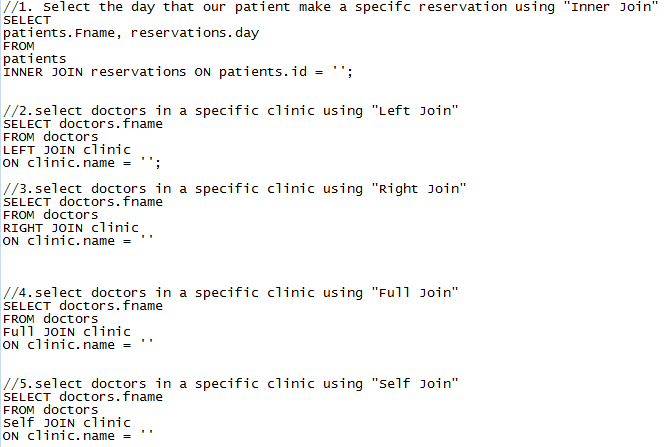 //1. Select the day that our patient make a specifc reservation using "Inner Join"
SELECT
patients.Fname, reservations.day
FROM
patients
INNER JOIN reservations ON patients.id = '';
//2.select doctors in a specific clinic using "Left Join"
SELECT doctors.fname
FROM doctors
LEFT JOIN clinic
ON clinic.name = '';
//3.select doctors in a specific clinic using "Right Join"
SELECT doctors.fname
FROM doctors
RIGHT JOIN clinic
ON clinic.name = ''
//4.select doctors in a specific clinic using "Full Join"
SELECT doctors.fname
FROM doctors
Full JOIN clinic
ON clinic.name = ''
//5.select doctors in a specific clinic using "Self Join"
SELECT doctors.fname
FROM doctors
Self JOIN clinic
ON clinic.name = ''